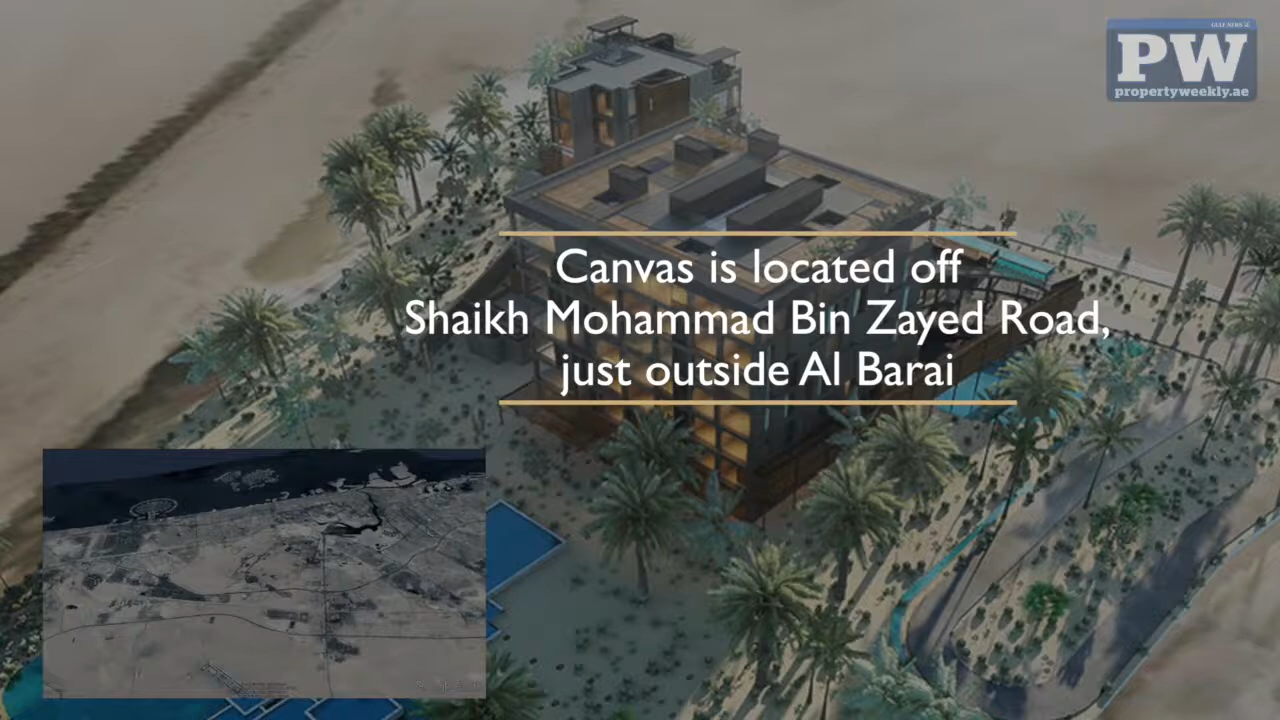 GULF NEWS
PW
propertyweekly.ae
Canvas is located off
Shaikh Mohammad Bin Zayed Road,
just outside Al Barai